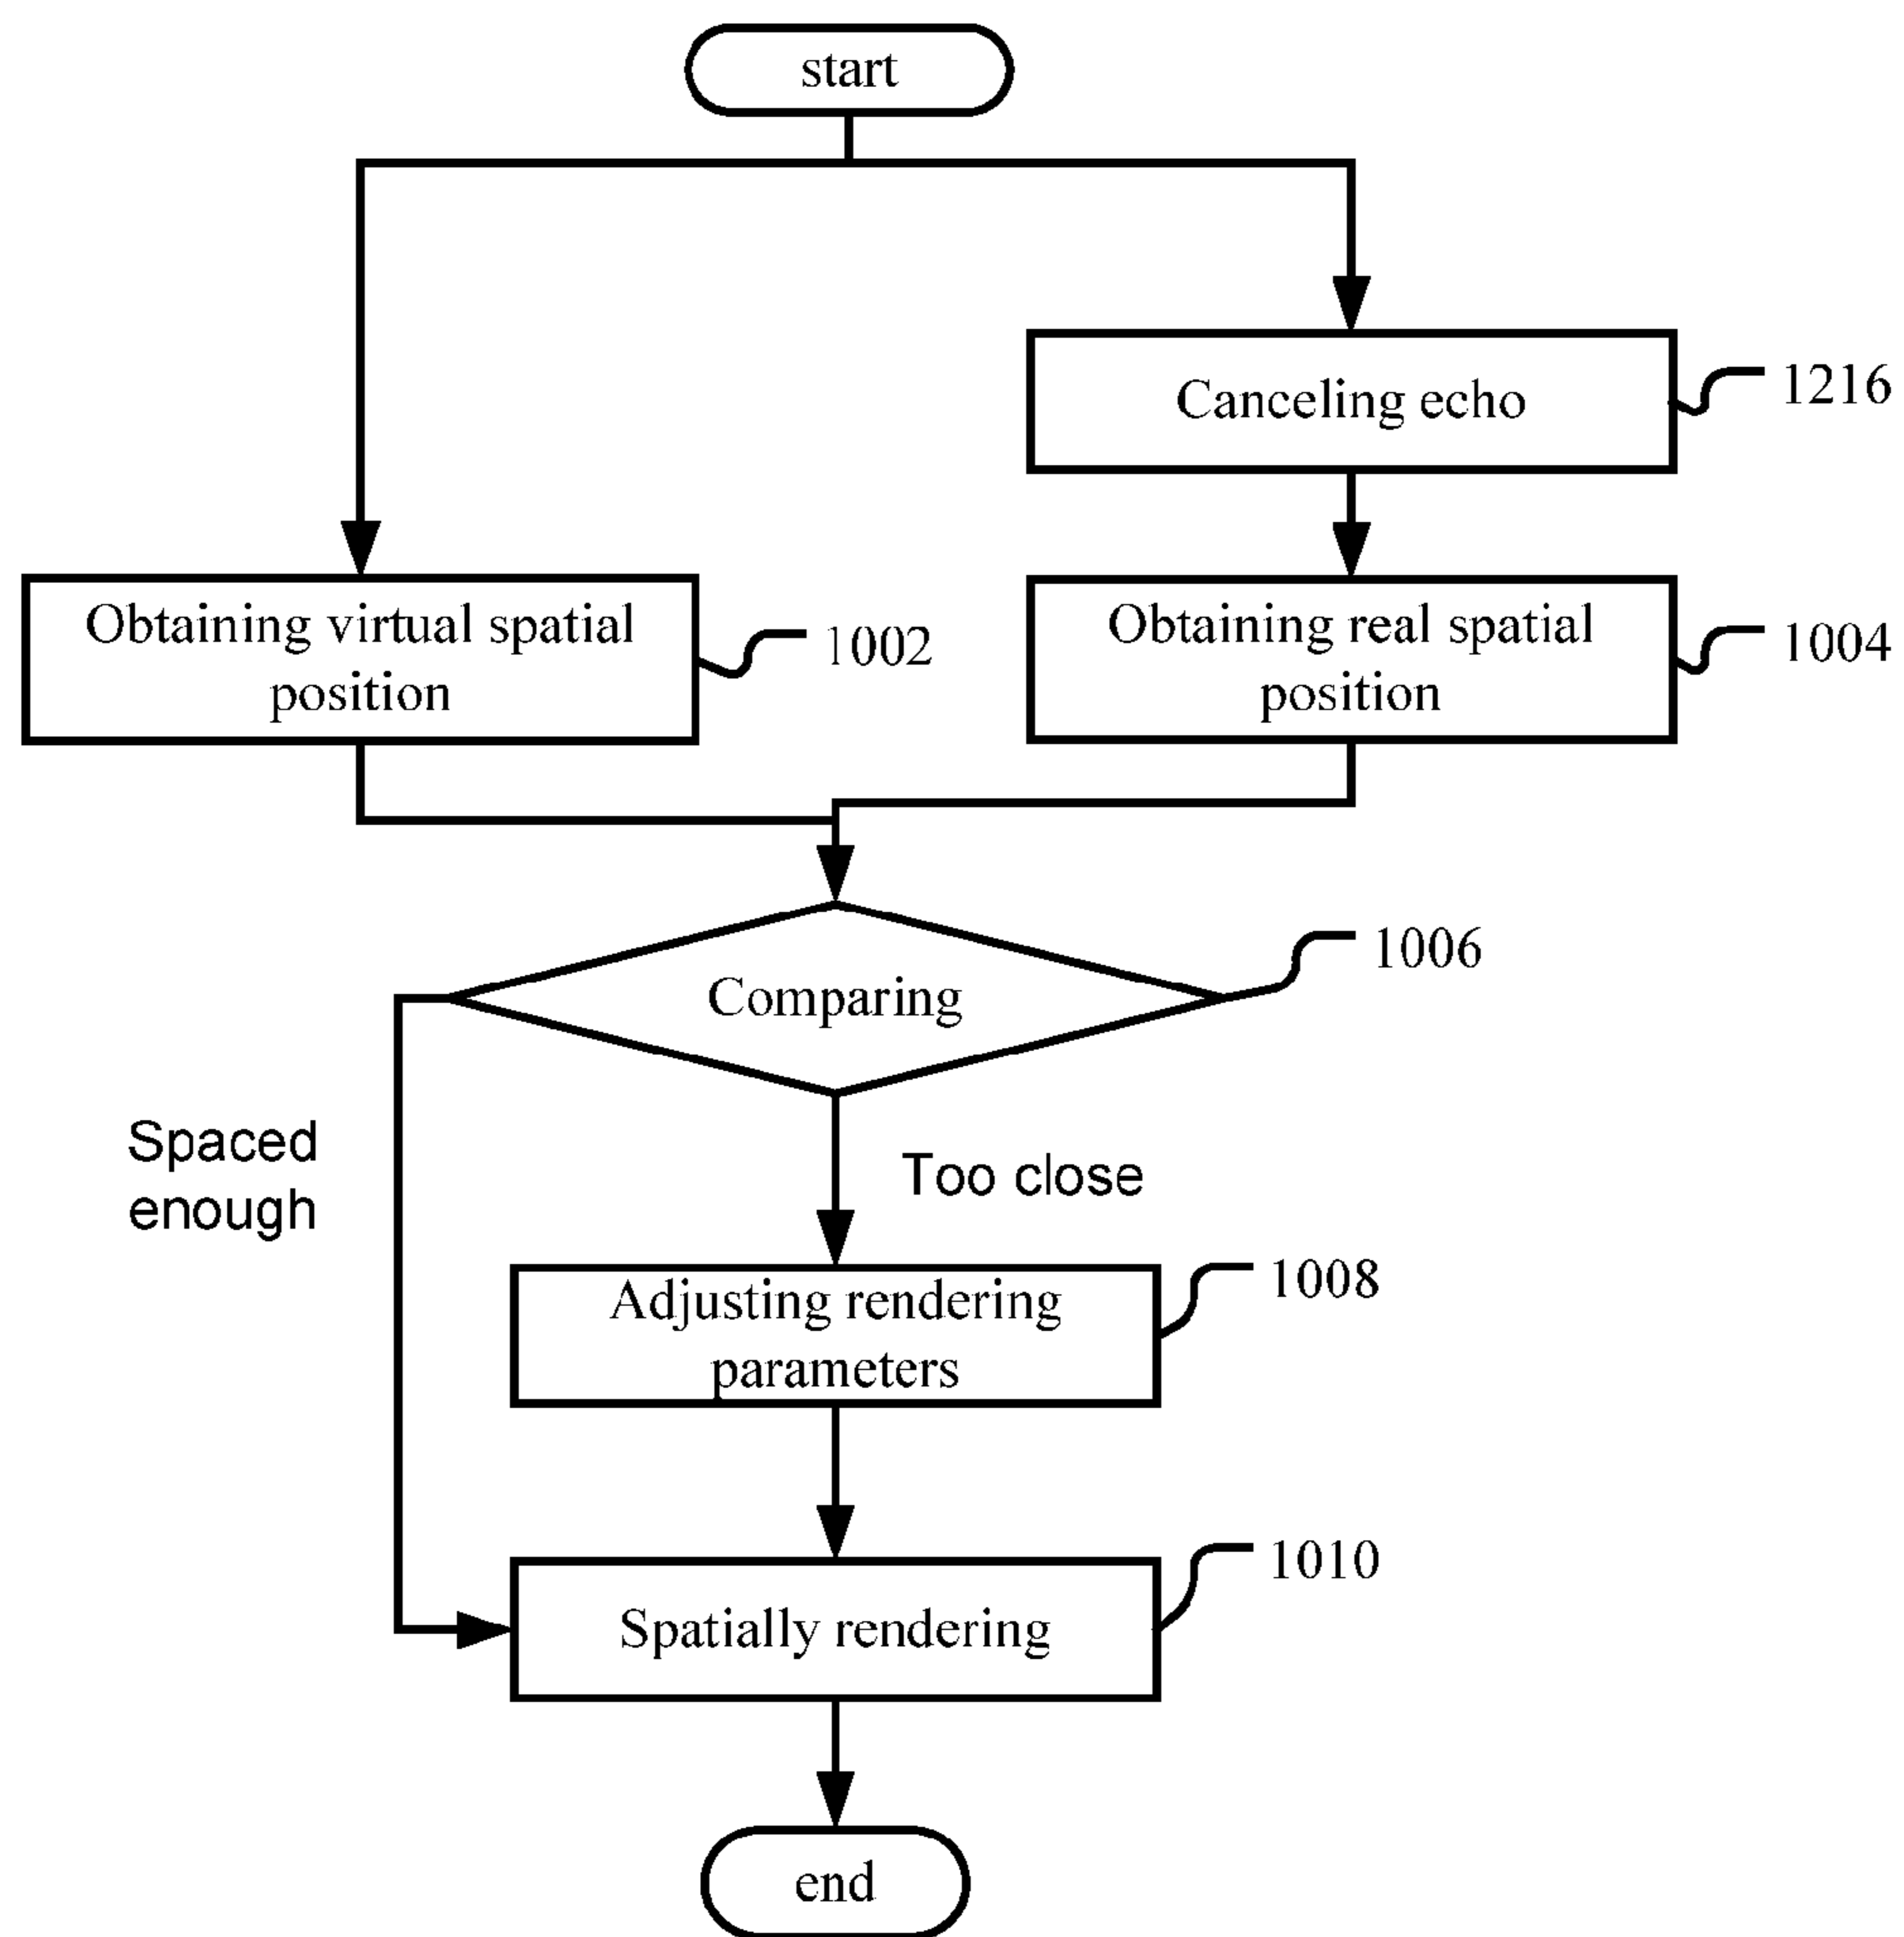 start
Canceling echo
1216
Obtaining virtual spatial
position
1002
Obtaining real spatial
position
1004
Comparing
1006
Spaced
enough
Too close
Adjusting rendering
parameters
1008
Spatially rendering
1010
end